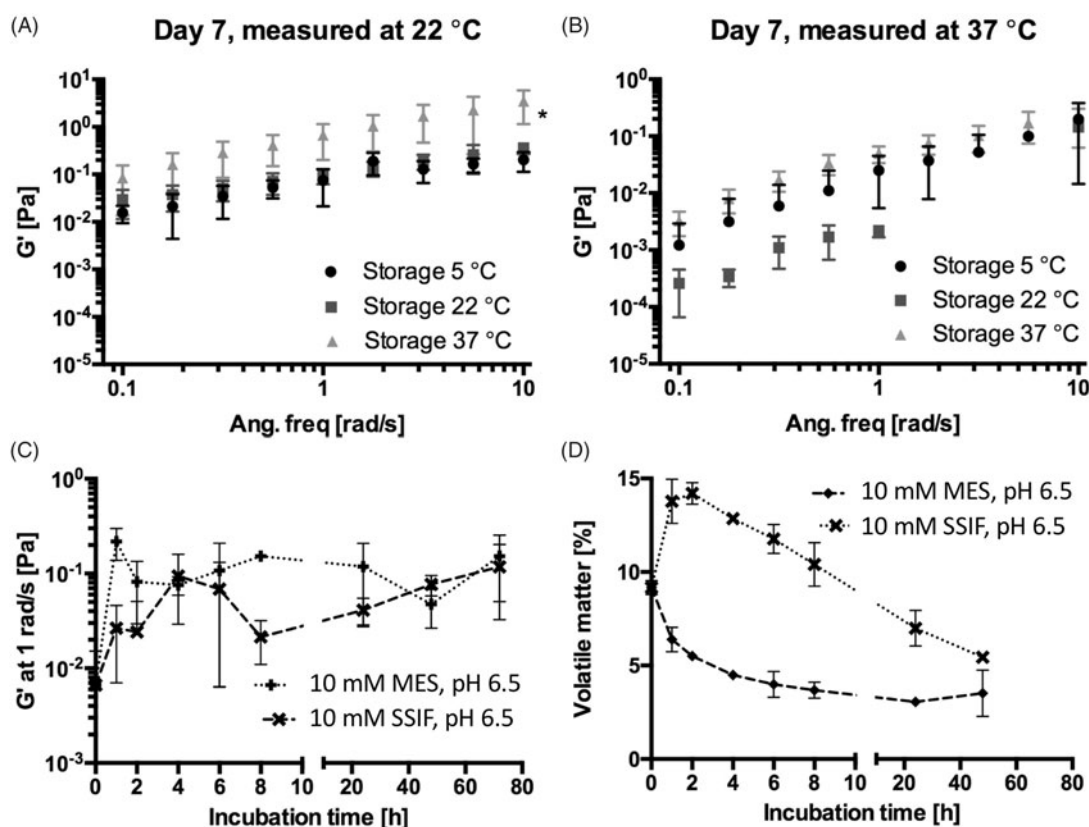 (A)
Day 7, measured at 22 °C
G' [Pa]
10¹
10⁰
10⁻¹
10⁻²
10⁻³
10⁻⁴
10⁻⁵
*
Storage 5 °C
Storage 22 °C
Storage 37 °C
0.1 1 10
Ang. freq [rad/s]
(B)
Day 7, measured at 37 °C
G' [Pa]
10⁰
10⁻¹
10⁻²
10⁻³
10⁻⁴
10⁻⁵
Storage 5 °C
Storage 22 °C
Storage 37 °C
0.1 1 10
Ang. freq [rad/s]
(C)
G' at 1 rad/s [Pa]
10⁰
10⁻¹
10⁻²
10⁻³
10 mM MES, pH 6.5
10 mM SSIF, pH 6.5
0 2 4 6 8 10 20 40 60 80
Incubation time [h]
(D)
Volatile matter [%]
15
10
5
0
10 mM MES, pH 6.5
10 mM SSIF, pH 6.5
0 2 4 6 8 10 20 40 60
Incubation time [h]